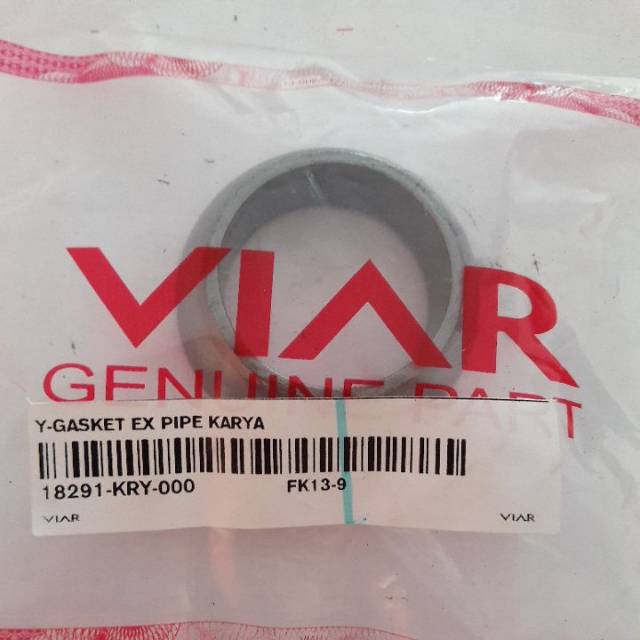 VIAR
GENUINE PART
Y-GASKET EX PIPE KARYA
18291-KRY-000 FK13-9
VIAR VIAR